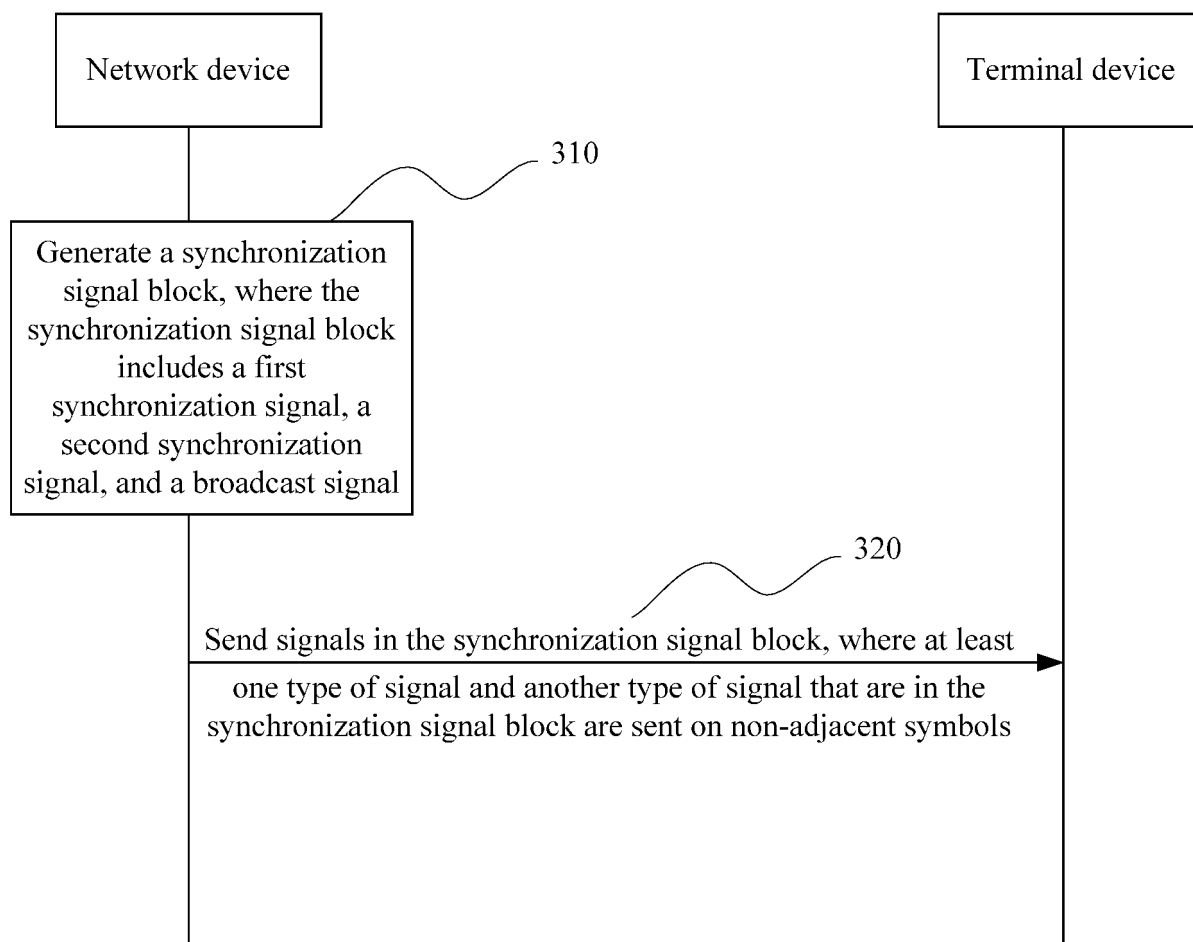 Network device
Terminal device
310
Generate a synchronization
signal block, where the
synchronization signal block
includes a first
synchronization signal, a
second synchronization
signal, and a broadcast signal
320
Send signals in the synchronization signal block, where at least
one type of signal and another type of signal that are in the
synchronization signal block are sent on non-adjacent symbols